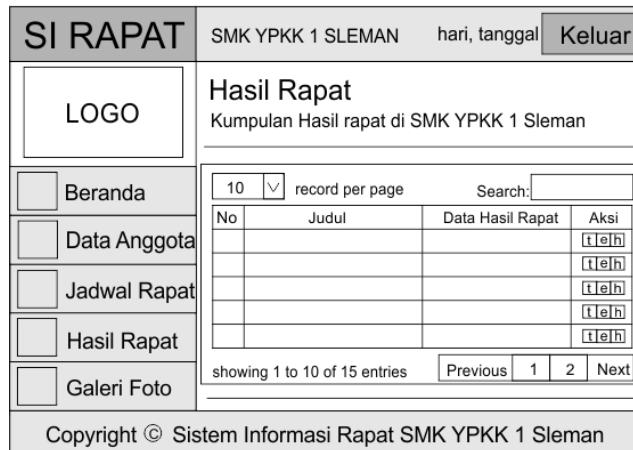 SI RAPAT
SMK YPKK 1 SLEMAN
hari, tanggal
Keluar
LOGO
Beranda
Data Anggota
Jadwal Rapat
Hasil Rapat
Galeri Foto
Hasil Rapat
Kumpulan Hasil rapat di SMK YPKK 1 Sleman
10 record per page
Search:
No Judul Data Hasil Rapat Aksi
t e h
t e h
t e h
t e h
t e h
showing 1 to 10 of 15 entries
Previous 1 2 Next
Copyright © Sistem Informasi Rapat SMK YPKK 1 Sleman